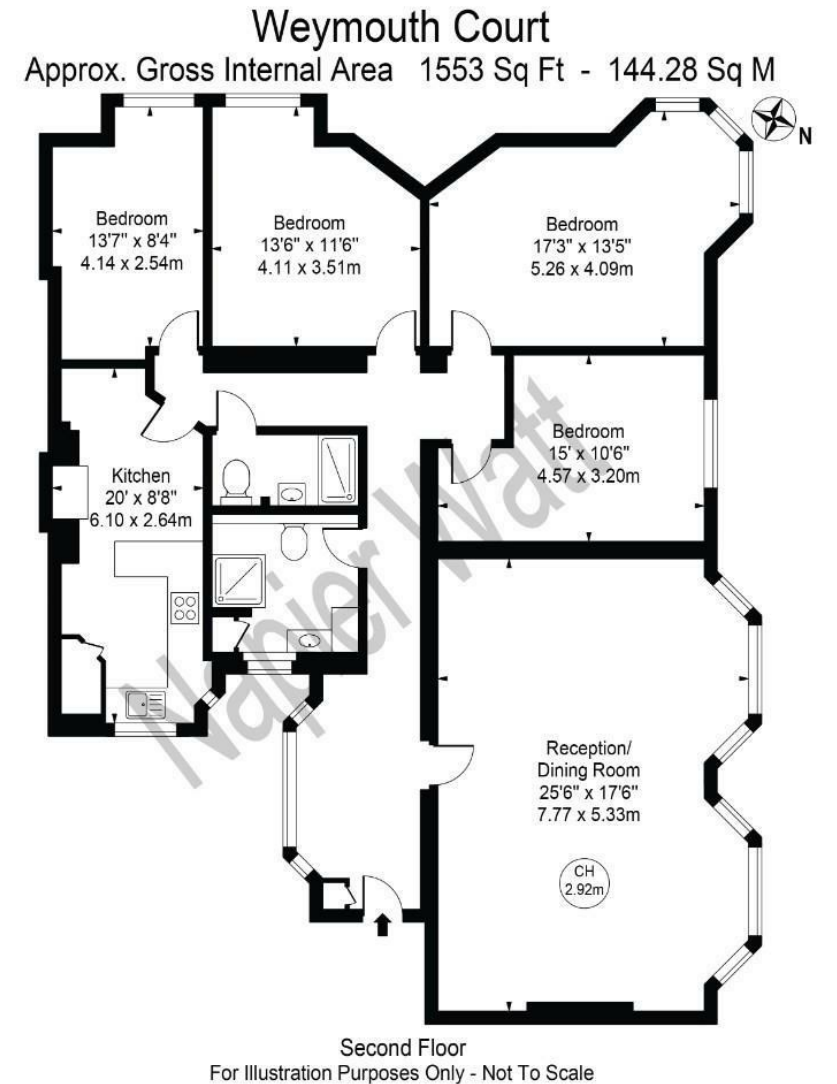 Weymouth Court
Approx. Gross Internal Area 1553 Sq Ft - 144.28 Sq M
N
Bedroom
13'7" x 8'4"
4.14 x 2.54m
Bedroom
13'6" x 11'6"
4.11 x 3.51m
Bedroom
17'3" x 13'5"
5.26 x 4.09m
Bedroom
15' x 10'6"
4.57 x 3.20m
Kitchen
20' x 8'8"
6.10 x 2.64m
Napier Watt
Reception/
Dining Room
25'6" x 17'6"
7.77 x 5.33m
CH
2.92m
Second Floor
For Illustration Purposes Only - Not To Scale